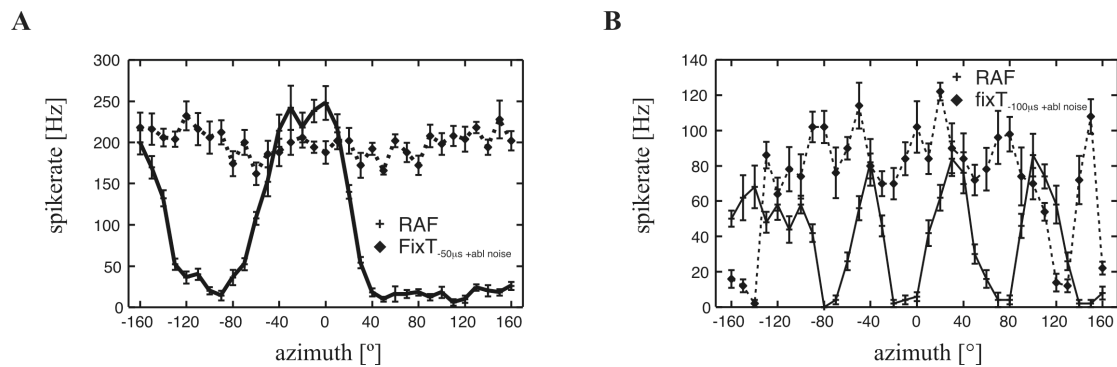 A
spikerate [Hz]
300
250
200
150
100
50
0
-160 -120 -80 -40 0 40 80 120 160
azimuth [º]
RAF
FixT-50µs +abl noise
B
spikerate [Hz]
140
120
100
80
60
40
20
0
-160 -120 -80 -40 0 40 80 120 160
azimuth [°]
RAF
fixT-100µs +abl noise